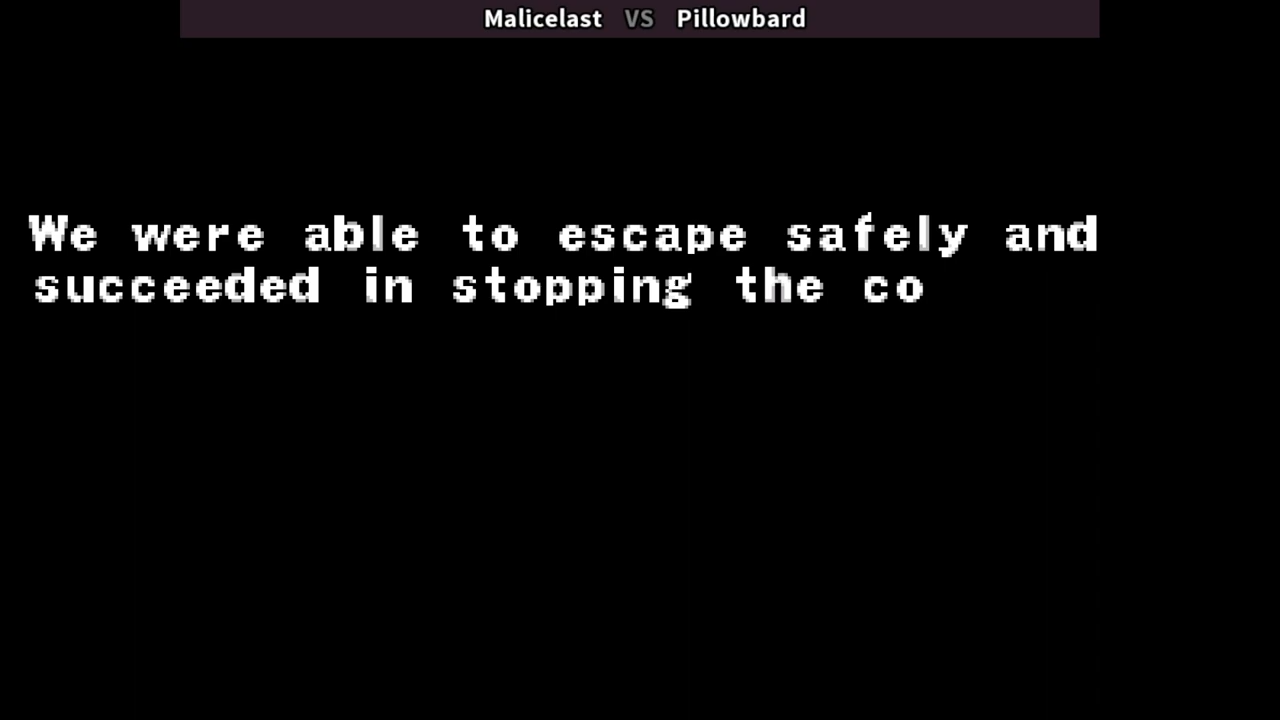 Malicelast VS Pillowbard
We were able to escape safely and
succeeded in stopping the co